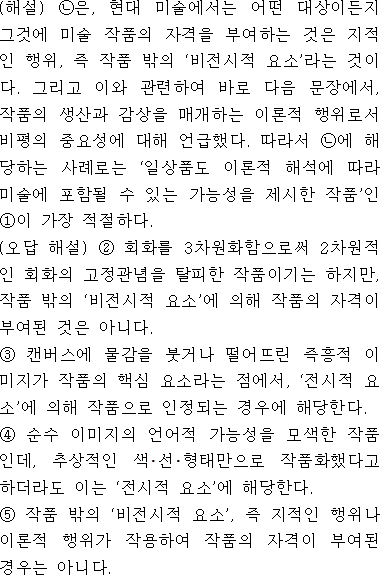 (해설) ㉡은, 현대 미술에서는 어떤 대상이든지
그것에 미술 작품의 자격을 부여하는 것은 지적
인 행위, 즉 작품 밖의 ‘비전시적 요소’라는 것이
다. 그리고 이와 관련하여 바로 다음 문장에서,
작품의 생산과 감상을 매개하는 이론적 행위로서
비평의 중요성에 대해 언급했다. 따라서 ㉡에 해
당하는 사례로는 ‘일상품도 이론적 해석에 따라
미술에 포함될 수 있는 가능성을 제시한 작품’인
①이 가장 적절하다.
(오답 해설) ② 회화를 3차원화함으로써 2차원적
인 회화의 고정관념을 탈피한 작품이기는 하지만,
작품 밖의 ‘비전시적 요소’에 의해 작품의 자격이
부여된 것은 아니다.
③ 캔버스에 물감을 붓거나 떨어뜨린 즉흥적 이
미지가 작품의 핵심 요소라는 점에서, ‘전시적 요
소’에 의해 작품으로 인정되는 경우에 해당한다.
④ 순수 이미지의 언어적 가능성을 모색한 작품
인데, 추상적인 색·선·형태만으로 작품화했다고
하더라도 이는 ‘전시적 요소’에 해당한다.
⑤ 작품 밖의 ‘비전시적 요소’, 즉 지적인 행위나
이론적 행위가 작용하여 작품의 자격이 부여된
경우는 아니다.